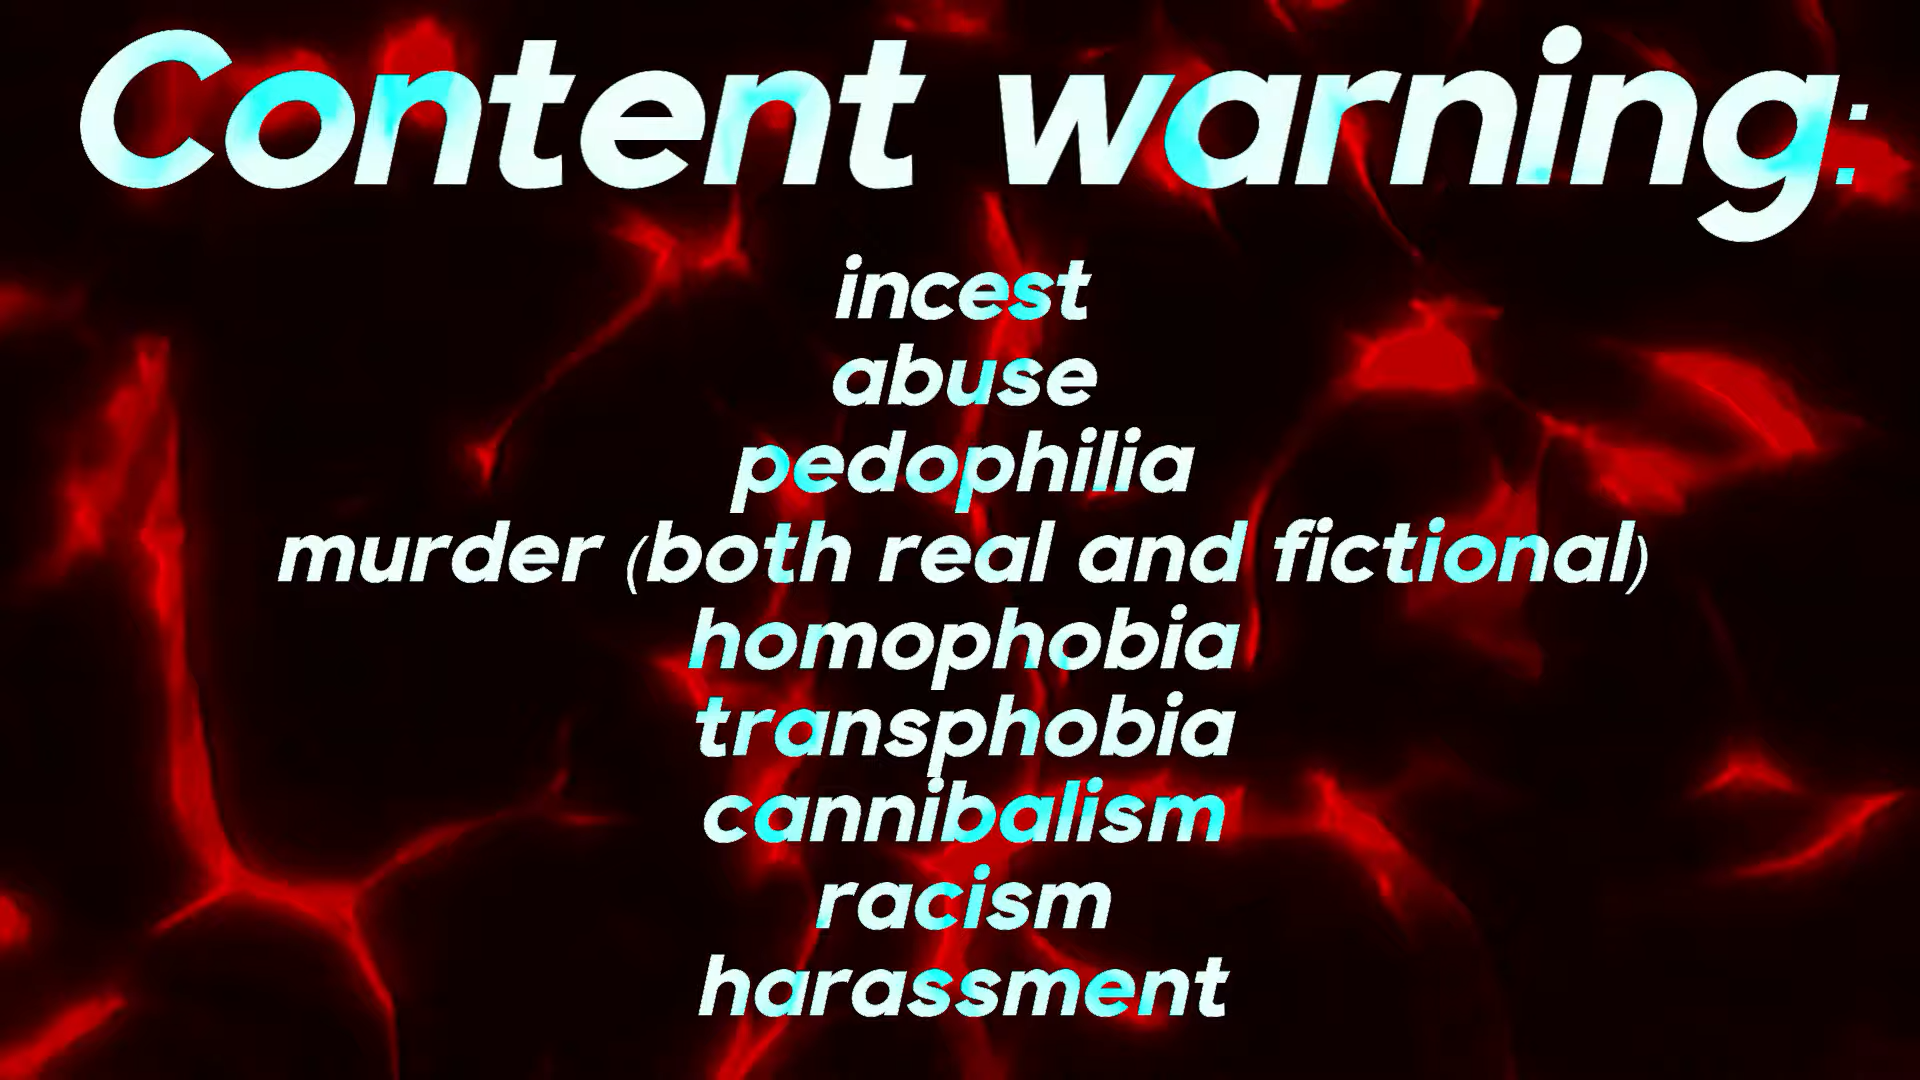 Content warning:
incest
abuse
pedophilia
murder (both real and fictional)
homophobia
transphobia
cannibalism
racism
harassment